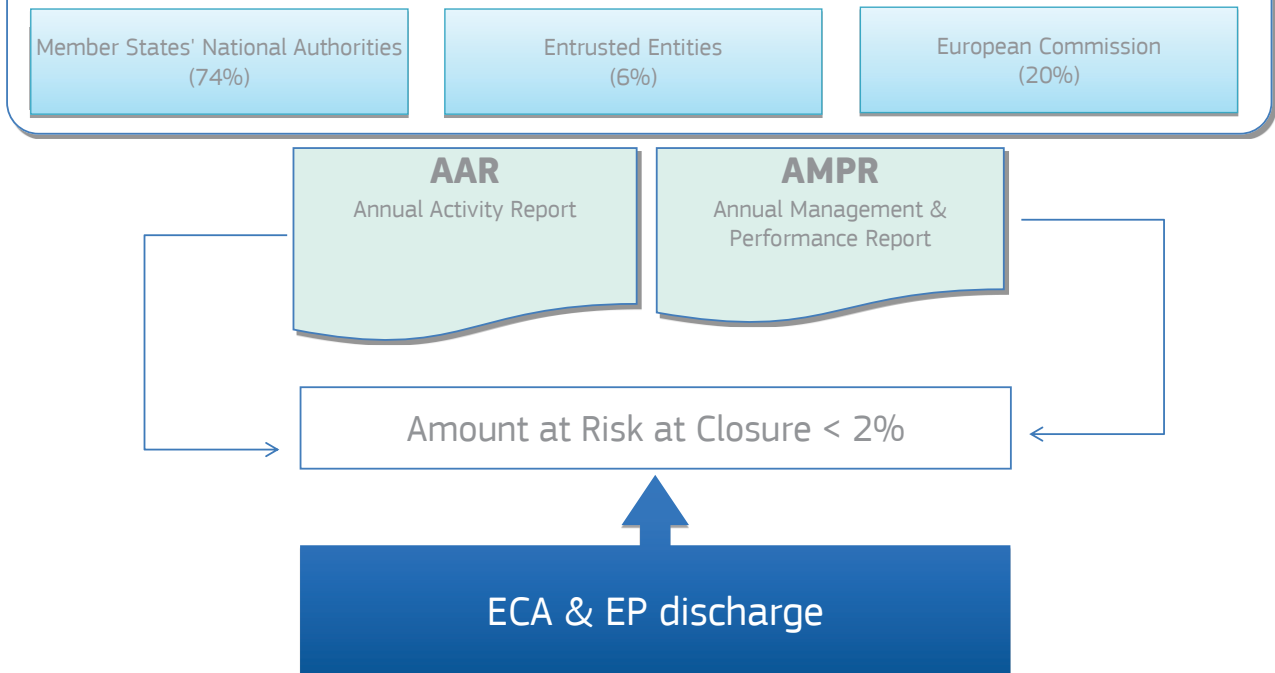 Member States' National Authorities
(74%)
Entrusted Entities
(6%)
European Commission
(20%)
AAR
Annual Activity Report
AMPR
Annual Management &
Performance Report
Amount at Risk at Closure < 2%
ECA & EP discharge